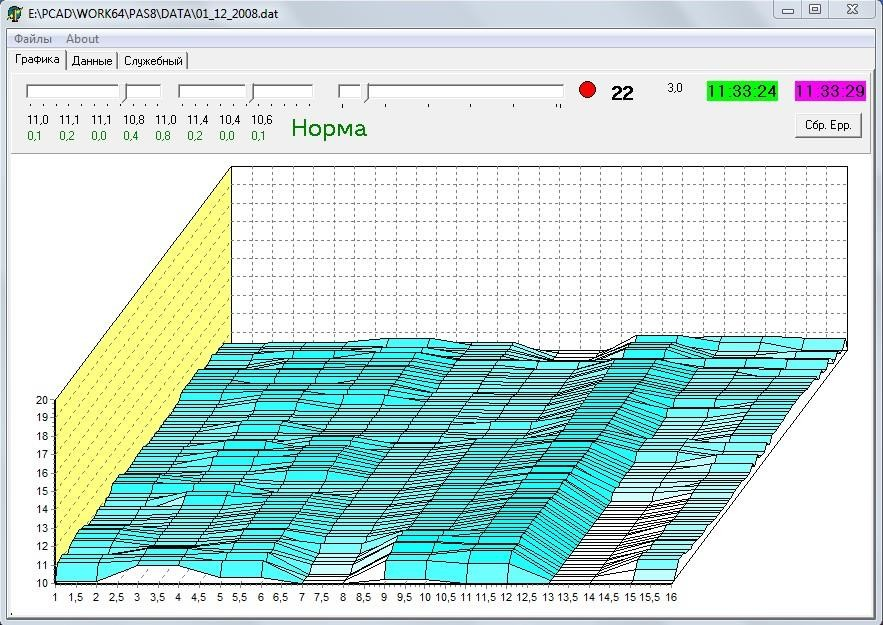 E:\PCAD\WORK64\PAS8\DATA\01_12_2008.dat
Файлы About
Графика Данные Служебный
22 3,0 11:33:24 11:33:29
11,0 11,1 11,1 10,8 11,0 11,4 10,4 10,6
0,1 0,2 0,0 0,4 0,8 0,2 0,0 0,1
Норма
Сбр. Ерр.
20
19
18
17
16
15
14
13
12
11
10
1 1,5 2 2,5 3 3,5 4 4,5 5 5,5 6 6,5 7 7,5 8 8,5 9 9,5 10 10,5 11 11,5 12 12,5 13 13,5 14 14,5 15 15,5 16